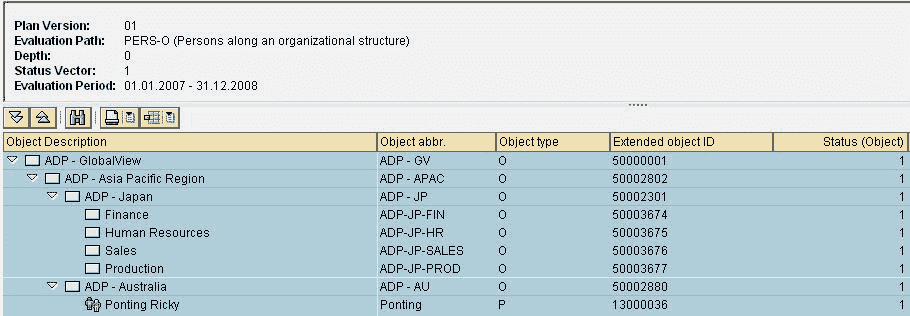 Plan Version: 01
Evaluation Path: PERS-O (Persons along an organizational structure)
Depth: 0
Status Vector: 1
Evaluation Period: 01.01.2007 - 31.12.2008
Object Description Object abbr. Object type Extended object ID Status (Object)
ADP - GlobalView ADP - GV O 50000001 1
ADP - Asia Pacific Region ADP - APAC O 50002802 1
ADP - Japan ADP - JP O 50002301 1
Finance ADP-JP-FIN O 50003674 1
Human Resources ADP-JP-HR O 50003675 1
Sales ADP-JP-SALES O 50003676 1
Production ADP-JP-PROD O 50003677 1
ADP - Australia ADP - AU O 50002880 1
Ponting Ricky Ponting P 13000036 1